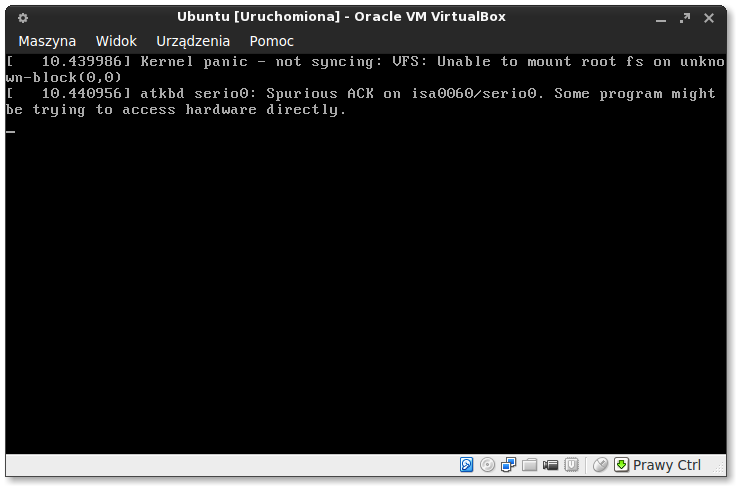 Ubuntu [Uruchomiona] - Oracle VM VirtualBox
Maszyna Widok Urządzenia Pomoc
[   10.439986] Kernel panic - not syncing: VFS: Unable to mount root fs on unkno
wn-block(0,0)
[   10.440956] atkbd serio0: Spurious ACK on isa0060/serio0. Some program might
be trying to access hardware directly.
Prawy Ctrl